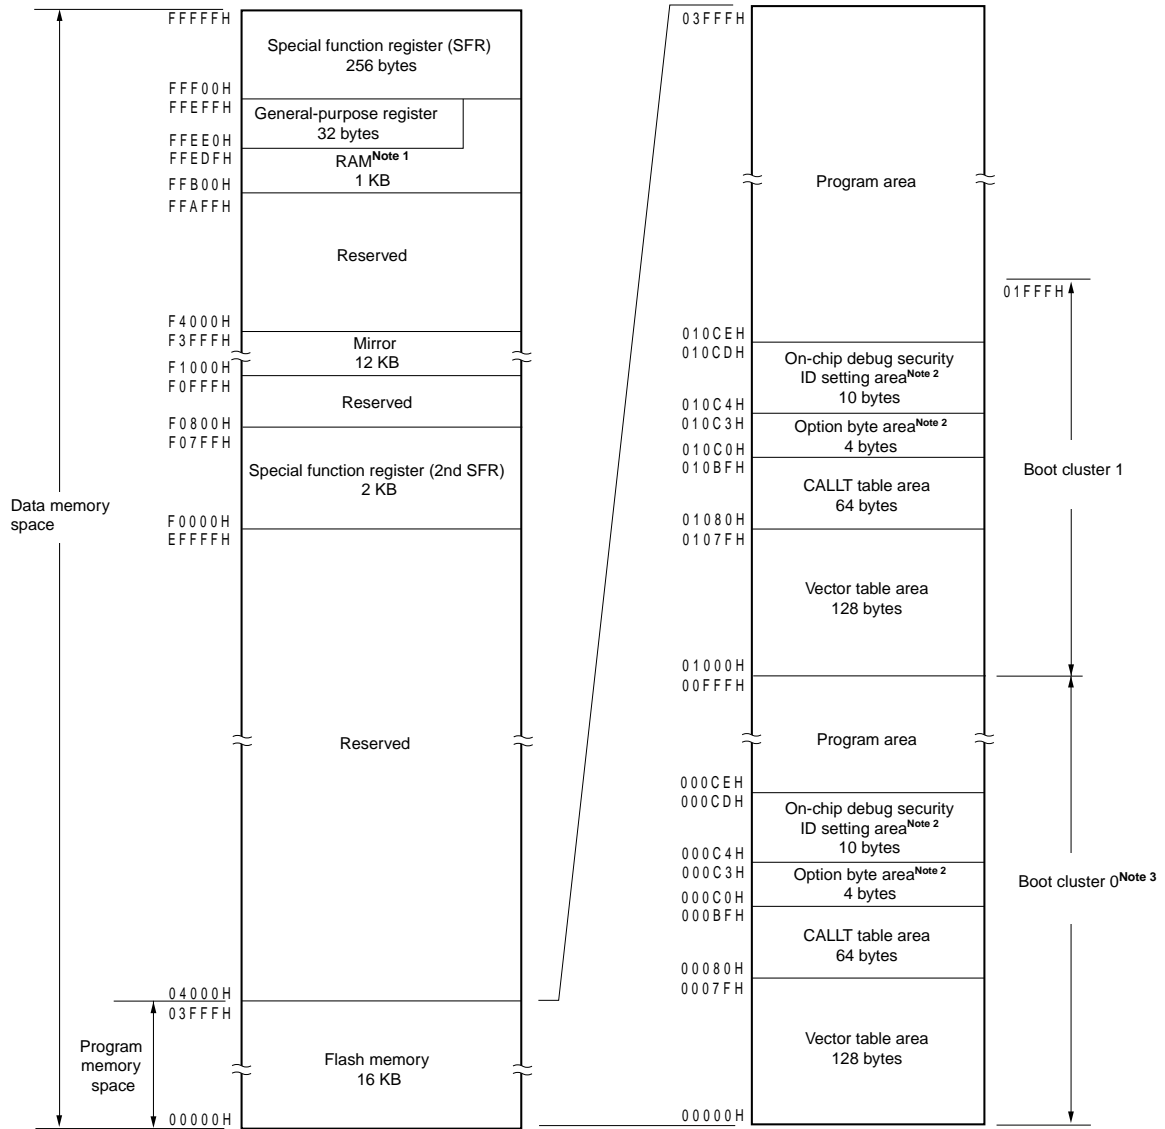 FFFFFH
Special function register (SFR)
256 bytes
FFF00H
FFEFFH
General-purpose register
32 bytes
FFEE0H
FFEDFH
RAMNote 1
1 KB
FFB00H
FFAFFH
Reserved
F4000H
F3FFFH
Mirror
12 KB
F1000H
F0FFFH
Reserved
F0800H
F07FFH
Special function register (2nd SFR)
2 KB
F0000H
EFFFFH
Data memory
space
Reserved
04000H
03FFFH
Program
memory
space
Flash memory
16 KB
00000H
03FFFH
Program area
01FFFH
010CEH
010CDH
On-chip debug security
ID setting areaNote 2
10 bytes
010C4H
010C3H
Option byte areaNote 2
4 bytes
010C0H
010BFH
Boot cluster 1
CALLT table area
64 bytes
01080H
0107FH
Vector table area
128 bytes
01000H
00FFFH
Program area
000CEH
000CDH
On-chip debug security
ID setting areaNote 2
10 bytes
000C4H
000C3H
Option byte areaNote 2
4 bytes
000C0H
000BFH
Boot cluster 0Note 3
CALLT table area
64 bytes
00080H
0007FH
Vector table area
128 bytes
00000H